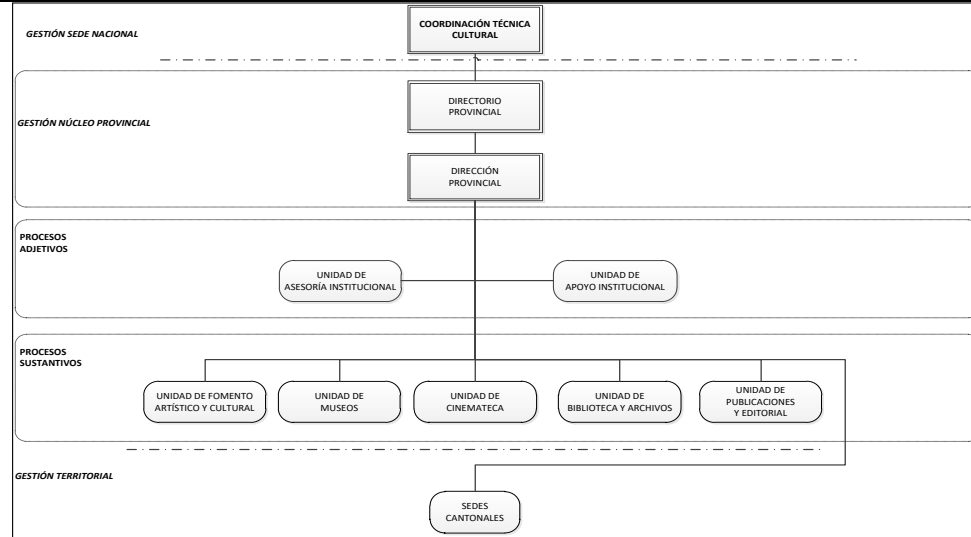 COORDINACIÓN TÉCNICA
CULTURAL
GESTIÓN SEDE NACIONAL
DIRECTORIO
PROVINCIAL
GESTIÓN NÚCLEO PROVINCIAL
DIRECCIÓN
PROVINCIAL
PROCESOS
ADJETIVOS
UNIDAD DE
ASESORÍA INSTITUCIONAL
UNIDAD DE
APOYO INSTITUCIONAL
PROCESOS
SUSTANTIVOS
UNIDAD DE FOMENTO
ARTÍSTICO Y CULTURAL
UNIDAD DE
MUSEOS
UNIDAD DE
CINEMATECA
UNIDAD DE
BIBLIOTECA Y ARCHIVOS
UNIDAD DE
PUBLICACIONES
Y EDITORIAL
GESTIÓN TERRITORIAL
SEDES
CANTONALES